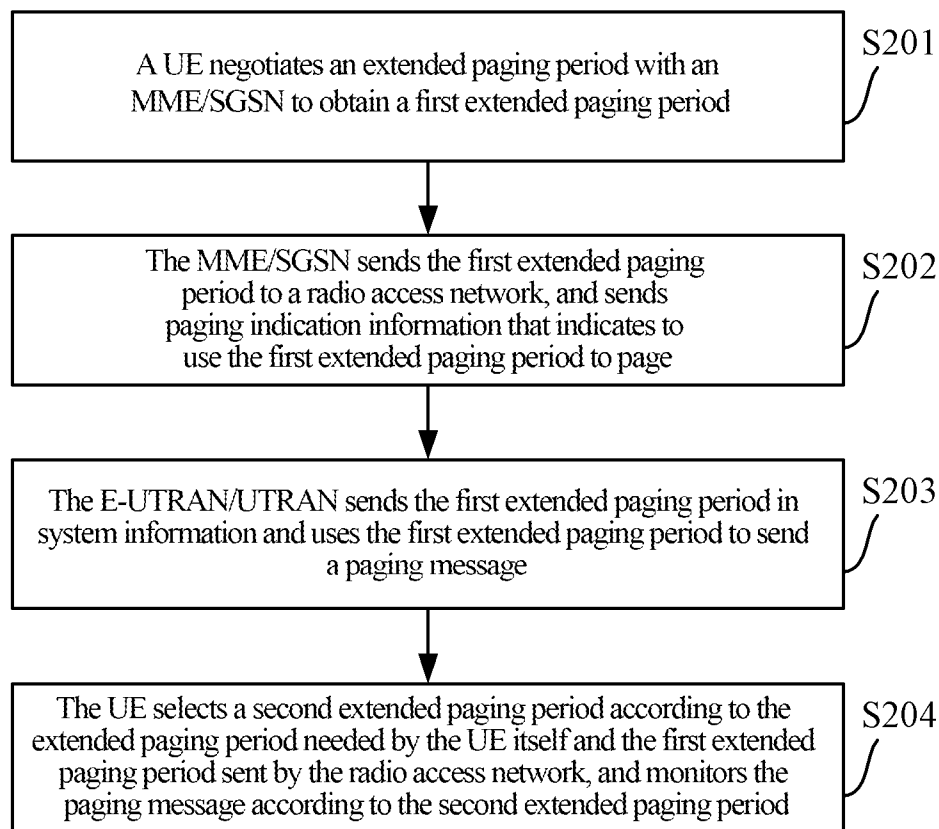 A UE negotiates an extended paging period with an
MME/SGSN to obtain a first extended paging period
S201
The MME/SGSN sends the first extended paging
period to a radio access network, and sends
paging indication information that indicates to
use the first extended paging period to page
S202
The E-UTRAN/UTRAN sends the first extended paging period in
system information and uses the first extended paging period to send
a paging message
S203
The UE selects a second extended paging period according to the
extended paging period needed by the UE itself and the first extended
paging period sent by the radio access network, and monitors the
paging message according to the second extended paging period
S204